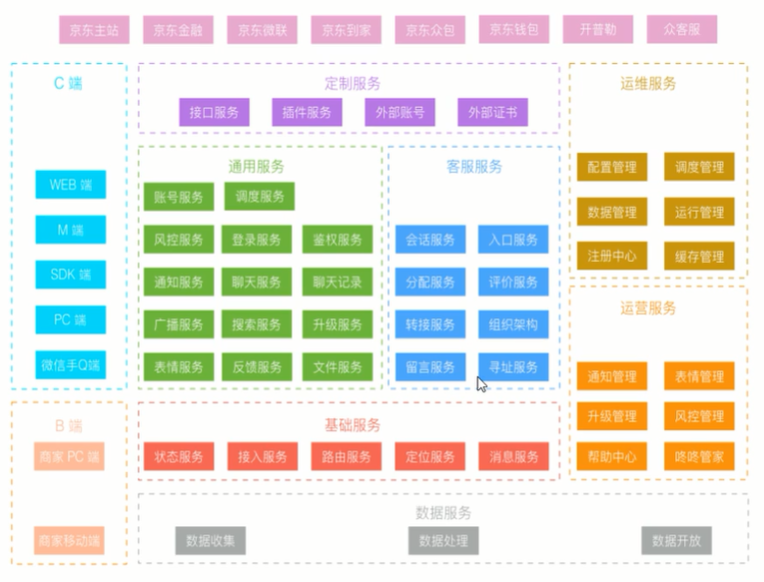 京东主站 京东金融 京东微联 京东到家 京东众包 京东钱包 开普勒 众客服
C 端
WEB 端
M 端
SDK 端
PC 端
微信手Q端
B 端
商家 PC 端
商家移动端
定制服务
接口服务 插件服务 外部账号 外部证书
通用服务
账号服务 调度服务
风控服务 登录服务 鉴权服务
通知服务 聊天服务 聊天记录
广播服务 搜索服务 升级服务
表情服务 反馈服务 文件服务
客服服务
会话服务 入口服务
分配服务 评价服务
转接服务 组织架构
留言服务 寻址服务
基础服务
状态服务 接入服务 路由服务 定位服务 消息服务
运维服务
配置管理 调度管理
数据管理 运行管理
注册中心 缓存管理
运营服务
通知管理 表情管理
升级管理 风控管理
帮助中心 咚咚管家
数据服务
数据收集 数据处理 数据开放